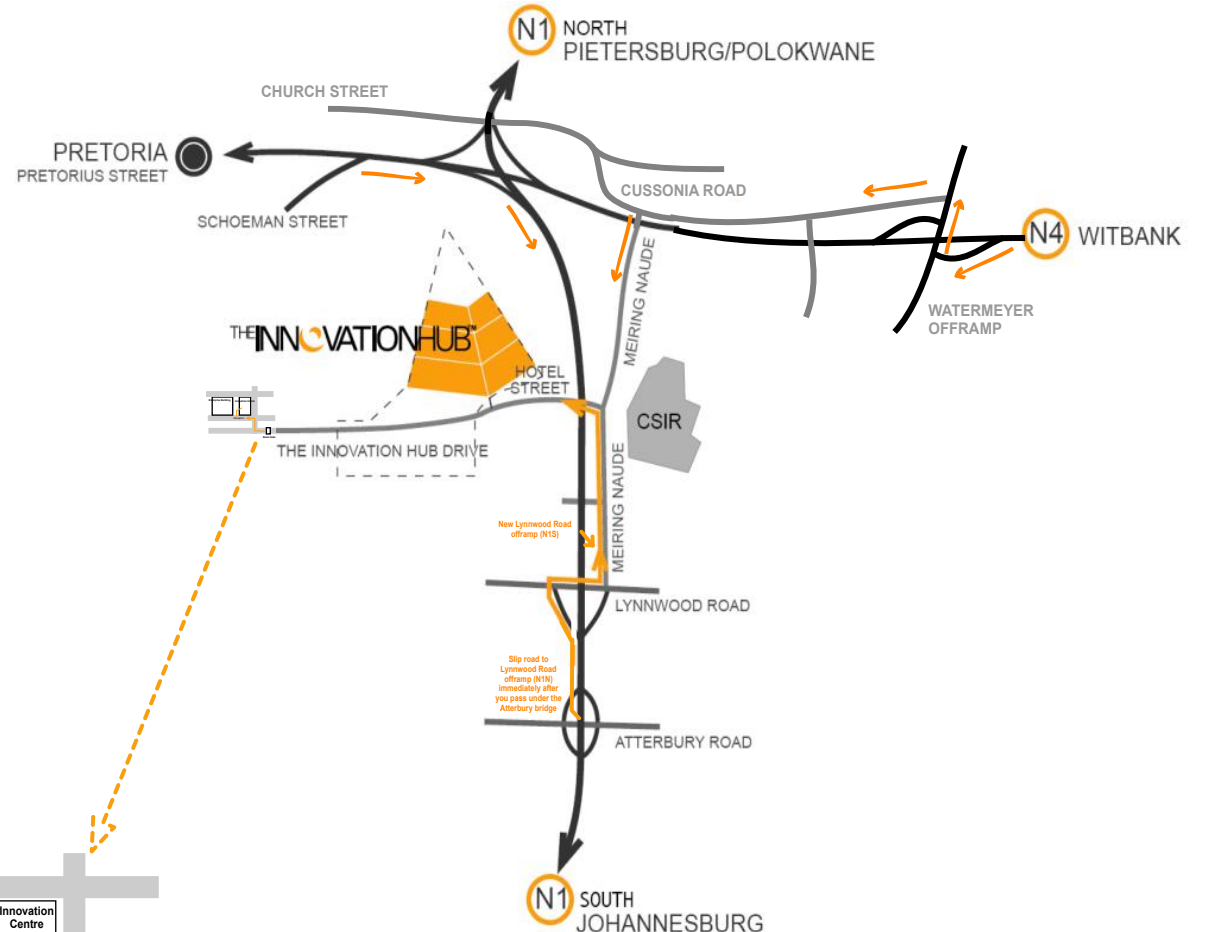 N1 NORTH
PIETERSBURG/POLOKWANE
CHURCH STREET
PRETORIA
PRETORIUS STREET
SCHOEMAN STREET
CUSSONIA ROAD
N4 WITBANK
WATERMEYER
OFFRAMP
MEIRING NAUDE
THE INNOVATIONHUB™
HOTEL
STREET
CSIR
THE INNOVATION HUB DRIVE
MEIRING NAUDE
New Lynnwood Road
offramp (N1S)
LYNNWOOD ROAD
Slip road to
Lynnwood Road
offramp (N1N)
immediately after
you pass under the
Atterbury bridge
ATTERBURY ROAD
N1 SOUTH
JOHANNESBURG
Innovation
Centre